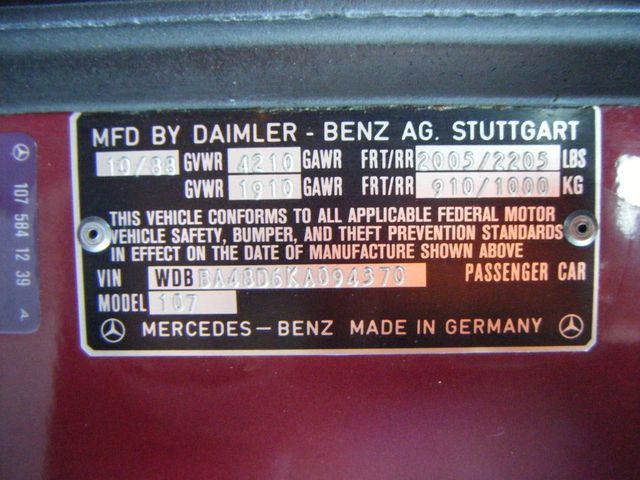 MFD BY DAIMLER - BENZ AG. STUTTGART
10/88 GVWR 4210 GAWR FRT/RR 2005/2205 LBS
GVWR 1910 GAWR FRT/RR 910/1000 KG
THIS VEHICLE CONFORMS TO ALL APPLICABLE FEDERAL MOTOR
VEHICLE SAFETY, BUMPER, AND THEFT PREVENTION STANDARDS
IN EFFECT ON THE DATE OF MANUFACTURE SHOWN ABOVE
VIN WDBBA48D6KA094370 PASSENGER CAR
MODEL 107
MERCEDES-BENZ MADE IN GERMANY
107 584 12 39 A